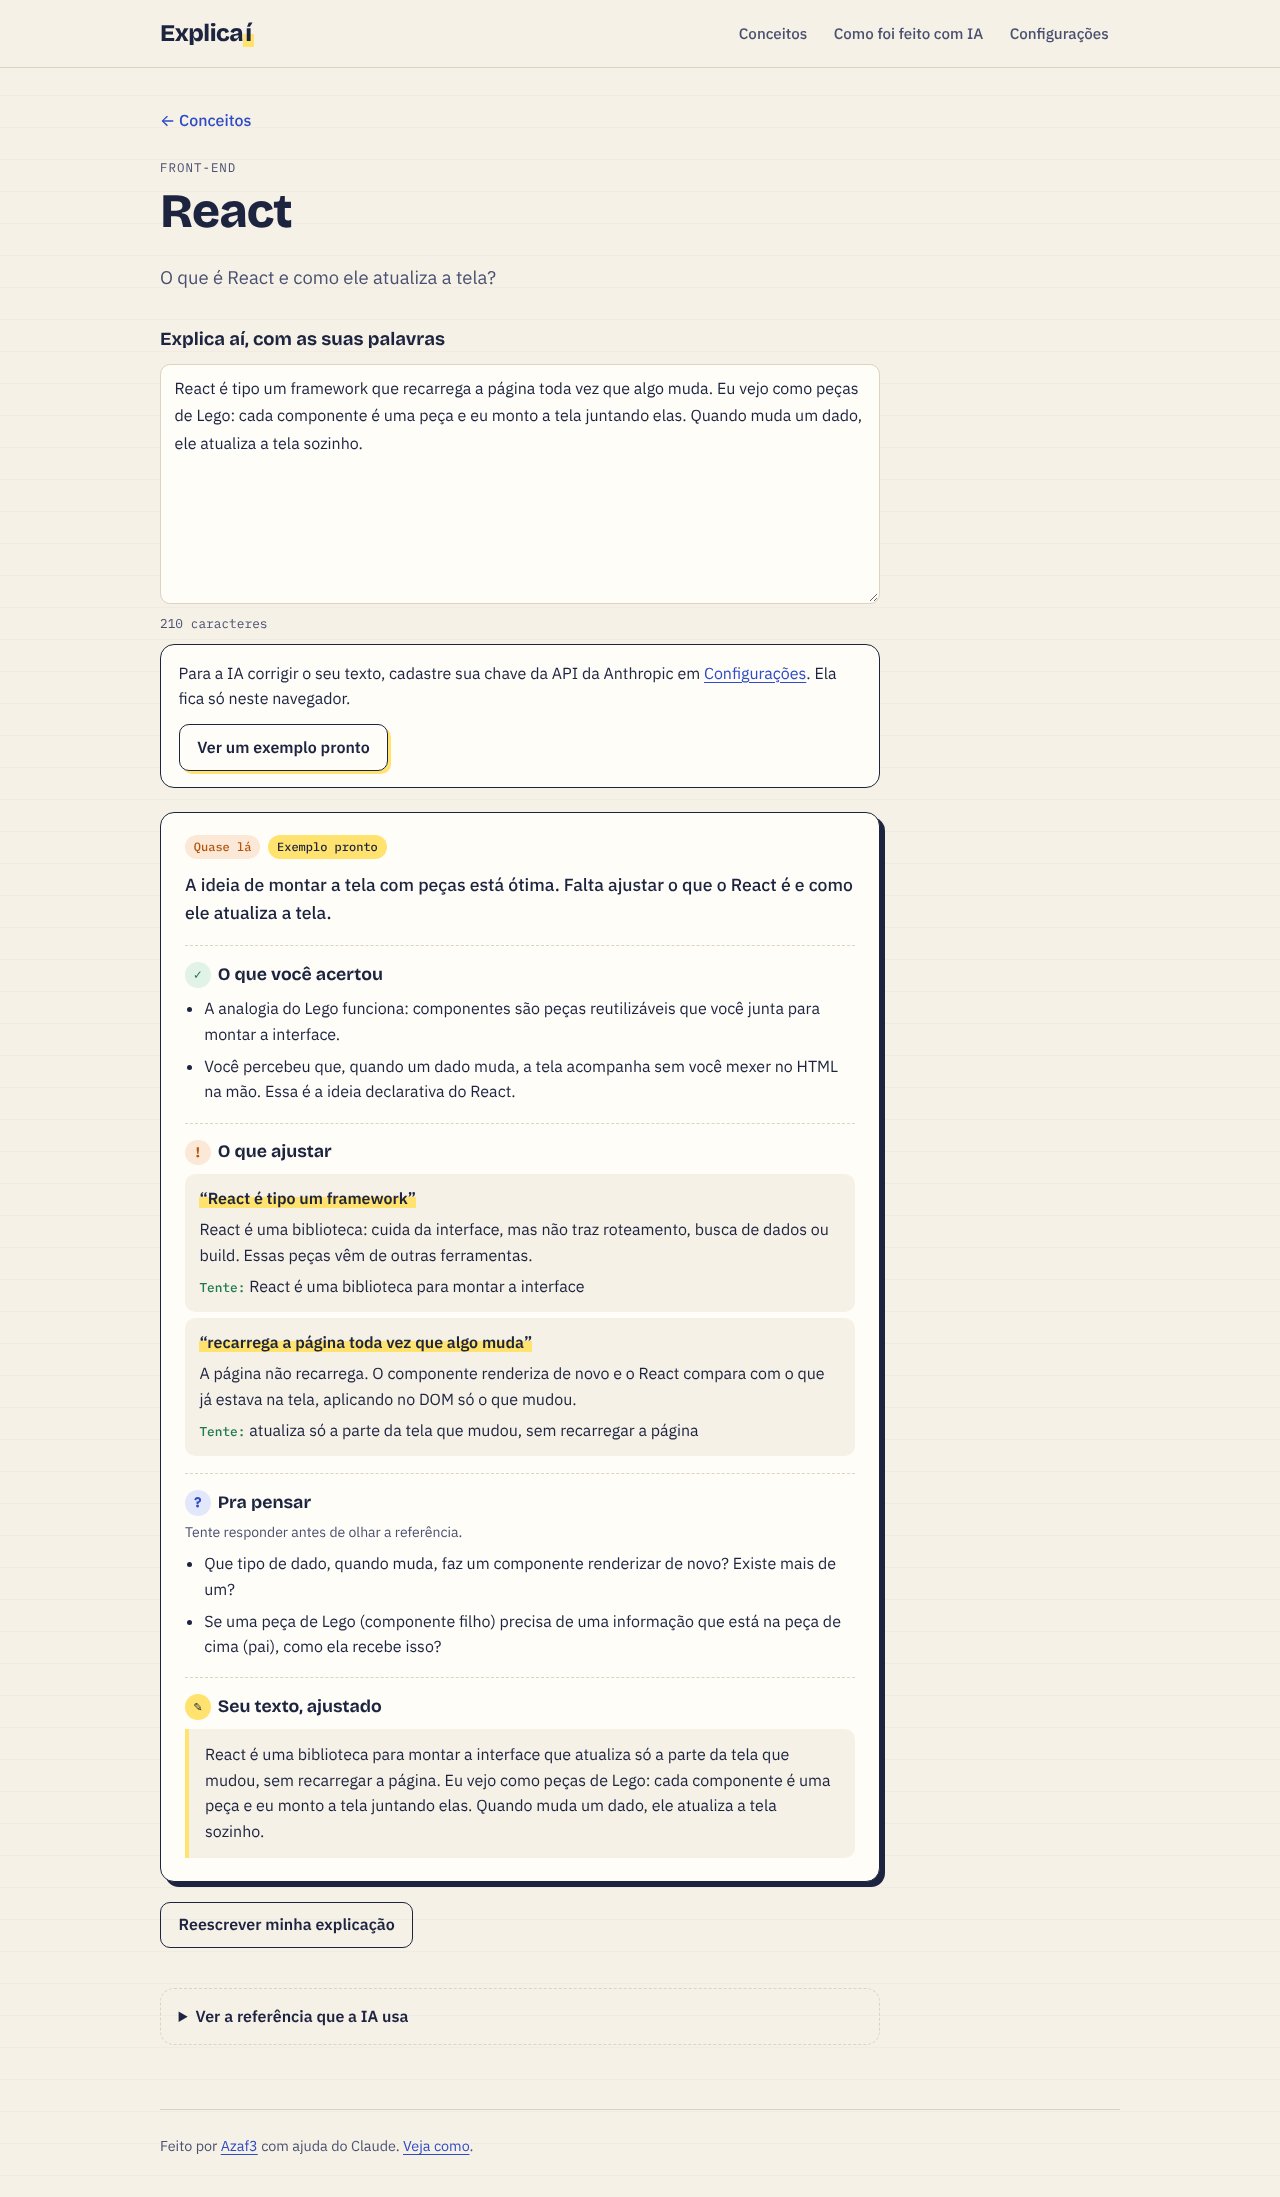 Explicaí
Conceitos
Como foi feito com IA
Configurações
← Conceitos
FRONT-END
React
O que é React e como ele atualiza a tela?
Explica aí, com as suas palavras
React é tipo um framework que recarrega a página toda vez que algo muda. Eu vejo como peças
de Lego: cada componente é uma peça e eu monto a tela juntando elas. Quando muda um dado,
ele atualiza a tela sozinho.
210 caracteres
Para a IA corrigir o seu texto, cadastre sua chave da API da Anthropic em Configurações. Ela
fica só neste navegador.
Ver um exemplo pronto
Quase lá
Exemplo pronto
A ideia de montar a tela com peças está ótima. Falta ajustar o que o React é e como
ele atualiza a tela.
✓ O que você acertou
• A analogia do Lego funciona: componentes são peças reutilizáveis que você junta para
montar a interface.
• Você percebeu que, quando um dado muda, a tela acompanha sem você mexer no HTML
na mão. Essa é a ideia declarativa do React.
! O que ajustar
“React é tipo um framework”
React é uma biblioteca: cuida da interface, mas não traz roteamento, busca de dados ou
build. Essas peças vêm de outras ferramentas.
Tente: React é uma biblioteca para montar a interface
“recarrega a página toda vez que algo muda”
A página não recarrega. O componente renderiza de novo e o React compara com o que
já estava na tela, aplicando no DOM só o que mudou.
Tente: atualiza só a parte da tela que mudou, sem recarregar a página
? Pra pensar
Tente responder antes de olhar a referência.
• Que tipo de dado, quando muda, faz um componente renderizar de novo? Existe mais de
um?
• Se uma peça de Lego (componente filho) precisa de uma informação que está na peça de
cima (pai), como ela recebe isso?
✎ Seu texto, ajustado
React é uma biblioteca para montar a interface que atualiza só a parte da tela que
mudou, sem recarregar a página. Eu vejo como peças de Lego: cada componente é uma
peça e eu monto a tela juntando elas. Quando muda um dado, ele atualiza a tela
sozinho.
Reescrever minha explicação
▶ Ver a referência que a IA usa
Feito por Azaf3 com ajuda do Claude. Veja como.